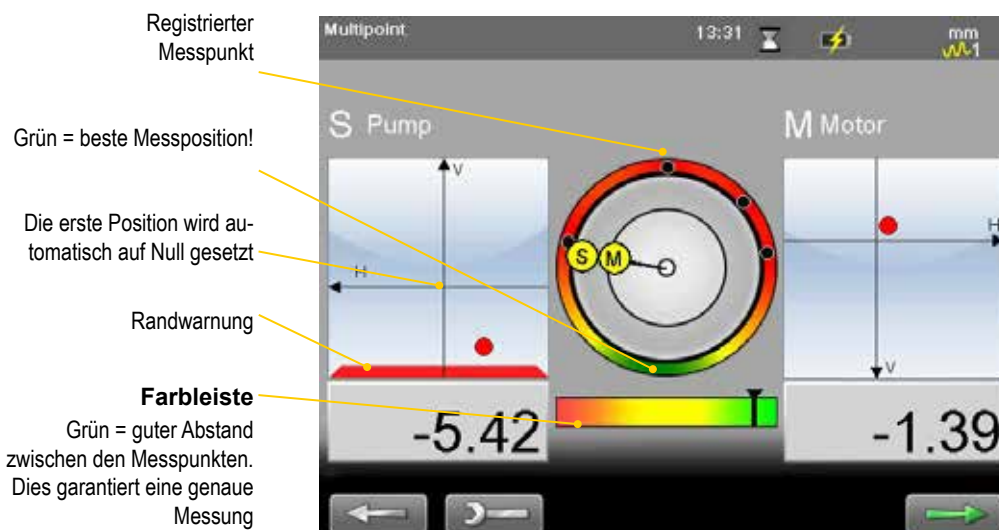 Registrierter
Messpunkt
Grün = beste Messposition!
Die erste Position wird au-
tomatisch auf Null gesetzt
Randwarnung
Farbleiste
Grün = guter Abstand
zwischen den Messpunkten.
Dies garantiert eine genaue
Messung
Multipoint
13:31
mm
1
S Pump
M Motor
V
H
S
M
H
V
-5.42
-1.39